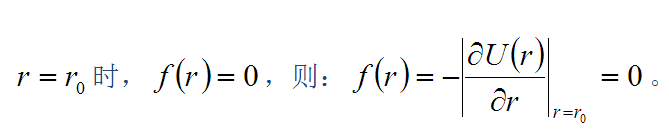 r = r₀ 时， f(r) = 0 ，则： f(r) = -|∂U(r)/∂r|_{r=r₀} = 0 。